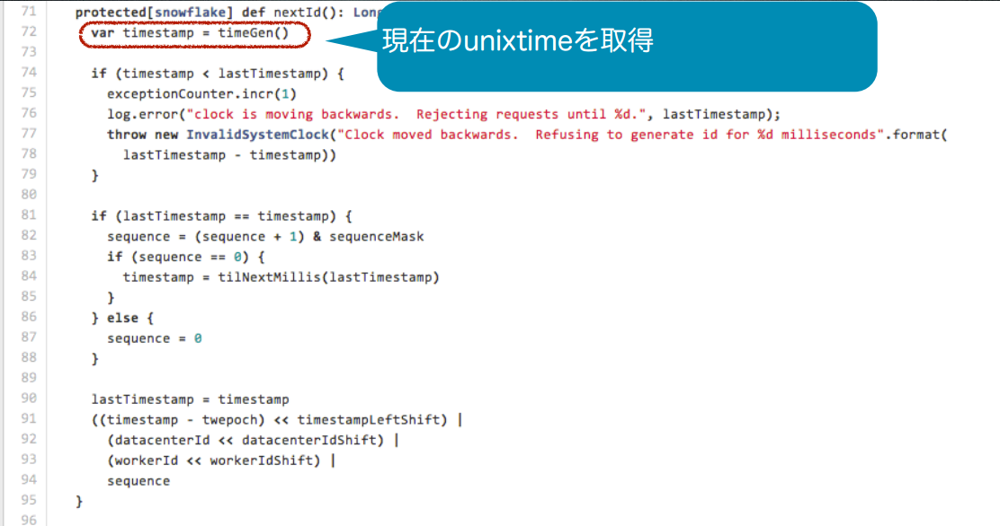 71 protected[snowflake] def nextId():
現在のunixtimeを取得
72 var timestamp = timeGen()
73
74 if (timestamp < lastTimestamp) {
75 exceptionCounter.incr(1)
76 log.error("clock is moving backwards.  Rejecting requests until %d.", lastTimestamp);
77 throw new InvalidSystemClock("Clock moved backwards.  Refusing to generate id for %d milliseconds".format(
78 lastTimestamp - timestamp))
79 }
80
81 if (lastTimestamp == timestamp) {
82 sequence = (sequence + 1) & sequenceMask
83 if (sequence == 0) {
84 timestamp = tilNextMillis(lastTimestamp)
85 }
86 } else {
87 sequence = 0
88 }
89
90 lastTimestamp = timestamp
91 ((timestamp - twepoch) << timestampLeftShift) |
92 (datacenterId << datacenterIdShift) |
93 (workerId << workerIdShift) |
94 sequence
95 }
96